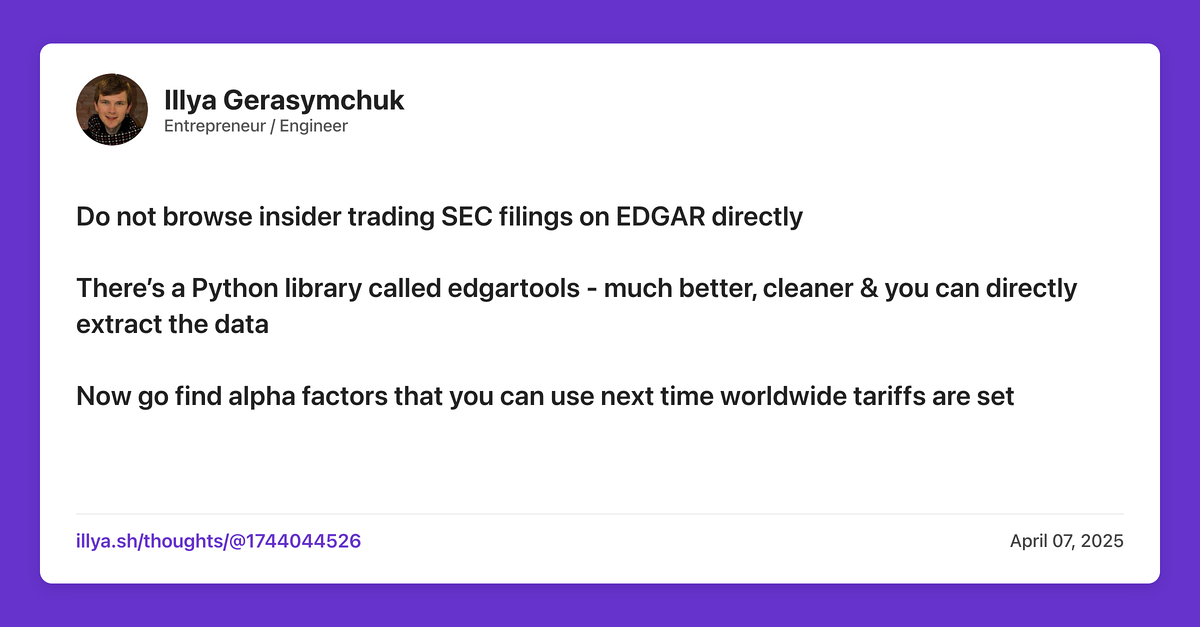 Illya Gerasymchuk
Entrepreneur / Engineer
Do not browse insider trading SEC filings on EDGAR directly
There’s a Python library called edgartools - much better, cleaner & you can directly
extract the data
Now go find alpha factors that you can use next time worldwide tariffs are set
illya.sh/thoughts/@1744044526
April 07, 2025